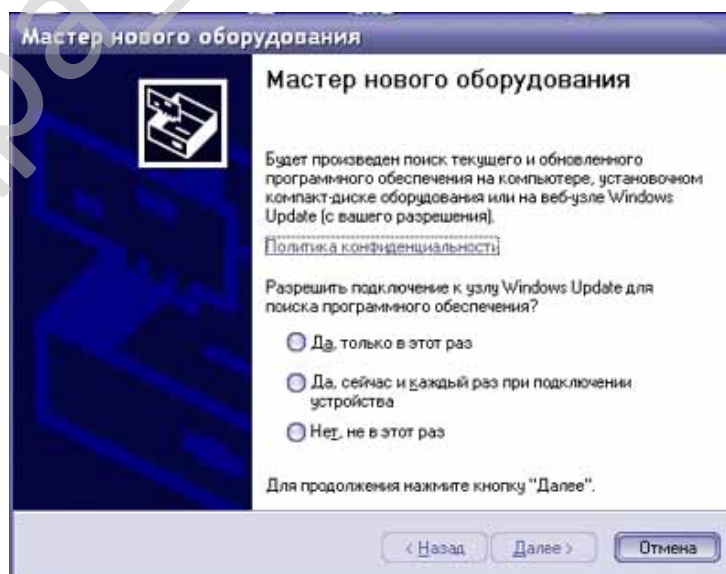 Мастер нового оборудования
Мастер нового оборудования
Будет произведен поиск текущего и обновленного
программного обеспечения на компьютере, установочном
компакт-диске оборудования или на веб-узле Windows
Update (с вашего разрешения).
Политика конфиденциальности
Разрешить подключение к узлу Windows Update для
поиска программного обеспечения?
Да, только в этот раз
Да, сейчас и каждый раз при подключении
устройства
Нет, не в этот раз
Для продолжения нажмите кнопку "Далее".
< Назад Далее > Отмена